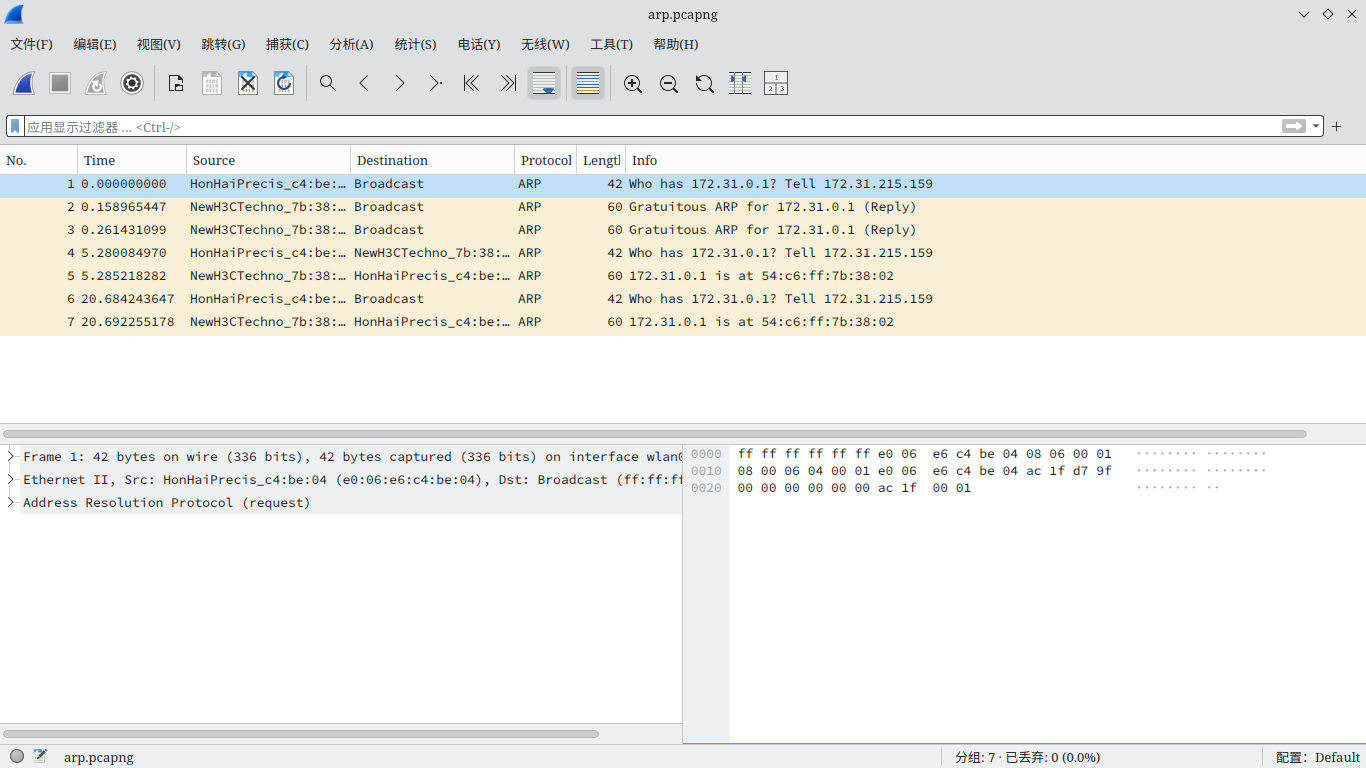 arp.pcapng
文件(F) 编辑(E) 视图(V) 跳转(G) 捕获(C) 分析(A) 统计(S) 电话(Y) 无线(W) 工具(T) 帮助(H)
应用显示过滤器 … <Ctrl-/>
No. Time Source Destination Protocol Length Info
1 0.000000000 HonHaiPrecis_c4:be:… Broadcast ARP 42 Who has 172.31.0.1? Tell 172.31.215.159
2 0.158965447 NewH3CTechno_7b:38:… Broadcast ARP 60 Gratuitous ARP for 172.31.0.1 (Reply)
3 0.261431099 NewH3CTechno_7b:38:… Broadcast ARP 60 Gratuitous ARP for 172.31.0.1 (Reply)
4 5.280084970 HonHaiPrecis_c4:be:… NewH3CTechno_7b:38:… ARP 42 Who has 172.31.0.1? Tell 172.31.215.159
5 5.285218282 NewH3CTechno_7b:38:… HonHaiPrecis_c4:be:… ARP 60 172.31.0.1 is at 54:c6:ff:7b:38:02
6 20.684243647 HonHaiPrecis_c4:be:… Broadcast ARP 42 Who has 172.31.0.1? Tell 172.31.215.159
7 20.692255178 NewH3CTechno_7b:38:… HonHaiPrecis_c4:be:… ARP 60 172.31.0.1 is at 54:c6:ff:7b:38:02
Frame 1: 42 bytes on wire (336 bits), 42 bytes captured (336 bits) on interface wlan0
Ethernet II, Src: HonHaiPrecis_c4:be:04 (e0:06:e6:c4:be:04), Dst: Broadcast (ff:ff:ff
Address Resolution Protocol (request)
0000 ff ff ff ff ff ff e0 06 e6 c4 be 04 08 06 00 01 ········ ········
0010 08 00 06 04 00 01 e0 06 e6 c4 be 04 ac 1f d7 9f ········ ········
0020 00 00 00 00 00 00 ac 1f 00 01 ········ ··
arp.pcapng
分组: 7 · 已丢弃: 0 (0.0%)
配置: Default